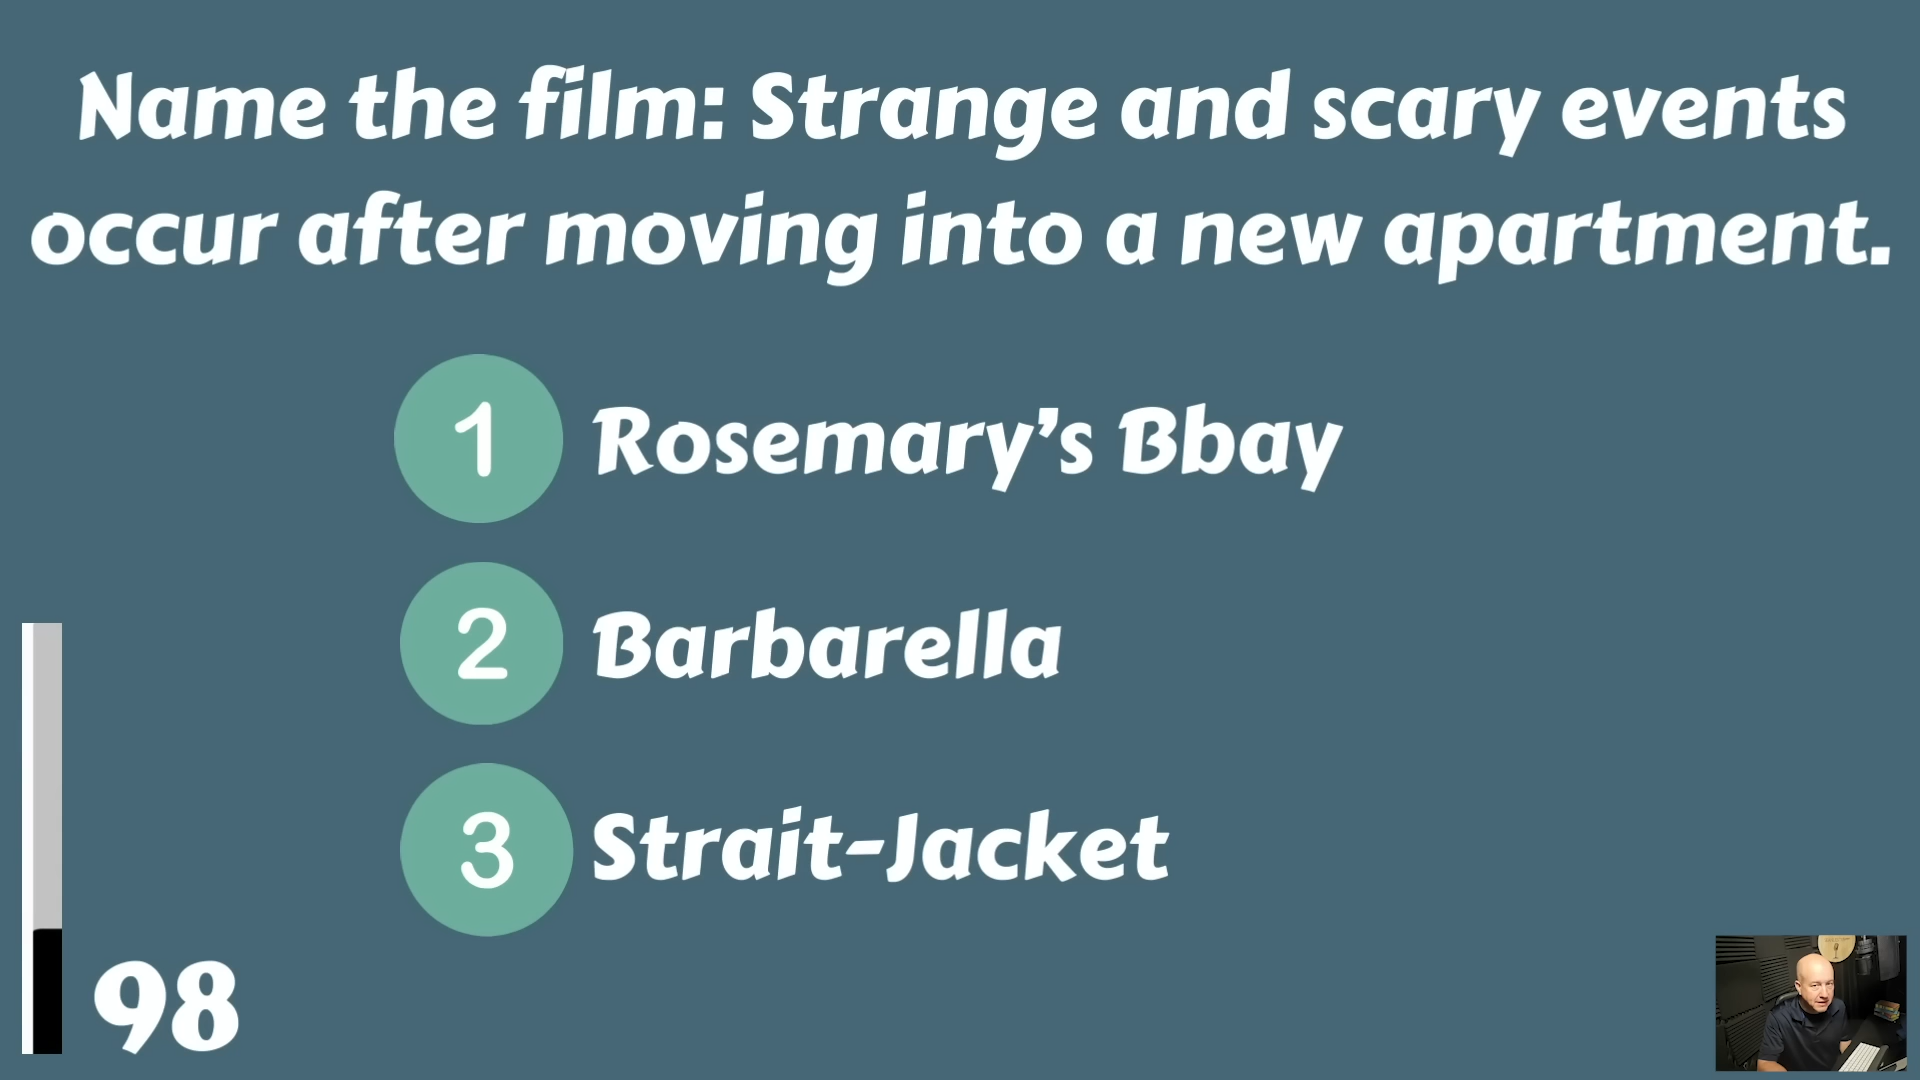 Name the film: Strange and scary events
occur after moving into a new apartment.
1 Rosemary's Bbay
2 Barbarella
3 Strait-Jacket
98